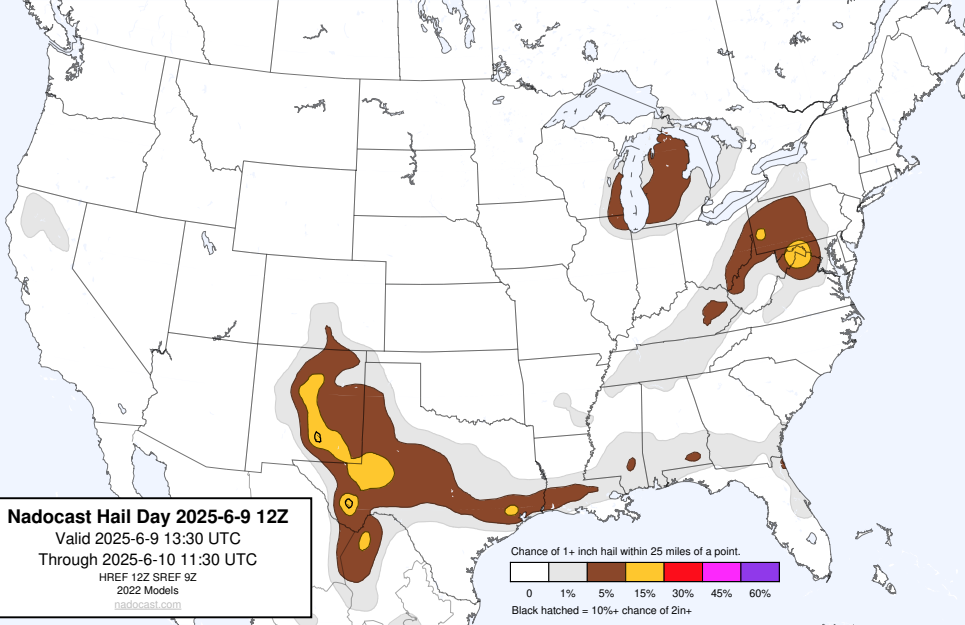 Nadocast Hail Day 2025-6-9 12Z
Valid 2025-6-9 13:30 UTC
Through 2025-6-10 11:30 UTC
HREF 12Z SREF 9Z
2022 Models
nadocast.com
Chance of 1+ inch hail within 25 miles of a point.
0 1% 5% 15% 30% 45% 60%
Black hatched = 10%+ chance of 2in+